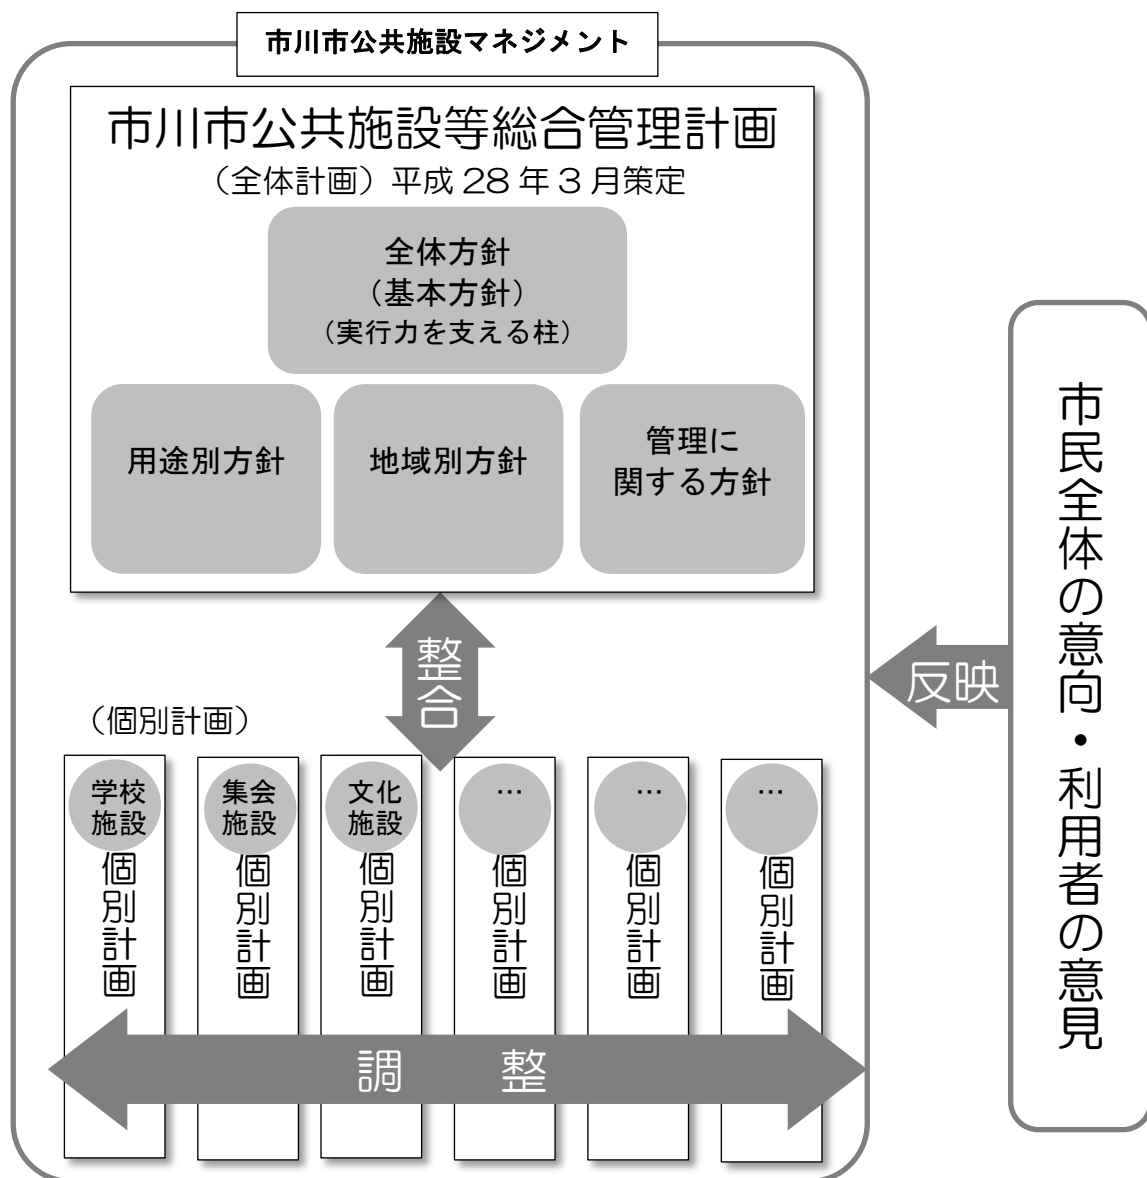 市川市公共施設マネジメント
市川市公共施設等総合管理計画
（全体計画）平成 28 年 3 月策定
全体方針
（基本方針）
（実行力を支える柱）
用途別方針
地域別方針
管理に
関する方針
整合
（個別計画）
学校
施設
個別計画
集会
施設
個別計画
文化
施設
個別計画
…
個別計画
…
個別計画
…
個別計画
調　整
反映
市民全体の意向・利用者の意見